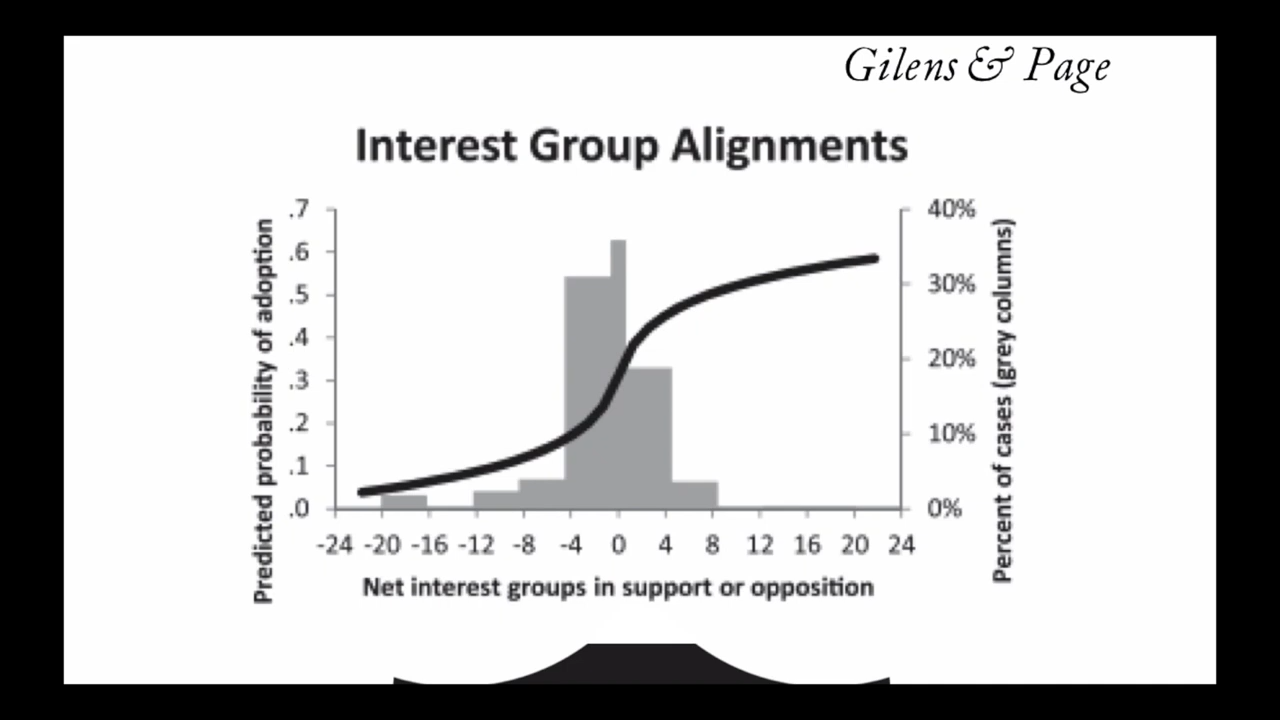 Gilens & Page
Interest Group Alignments
Predicted probability of adoption
.7
.6
.5
.4
.3
.2
.1
.0
40%
30%
20%
10%
0%
Percent of cases (grey columns)
-24 -20 -16 -12 -8 -4 0 4 8 12 16 20 24
Net interest groups in support or opposition